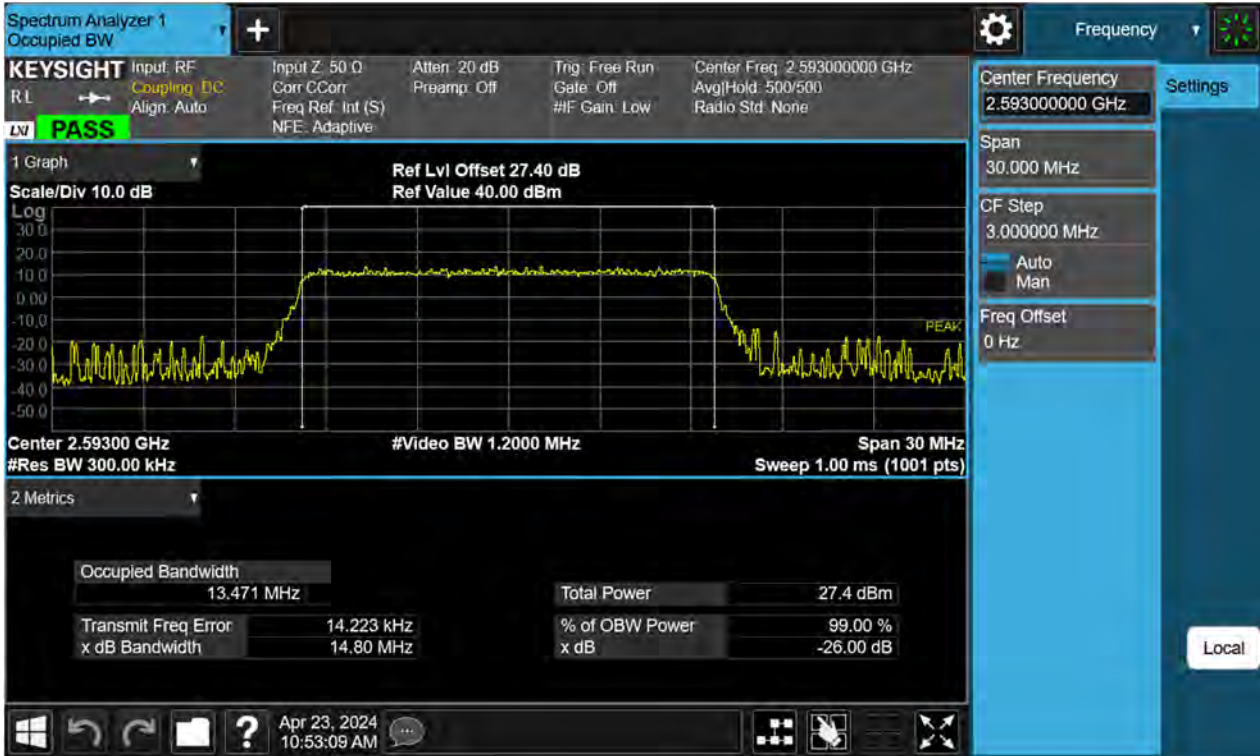 Spectrum Analyzer 1
Occupied BW
+
Frequency
KEYSIGHT
Input: RF
Coupling: DC
Align: Auto
Input Z: 50 Ω
Corr CCorr
Freq Ref: Int (S)
NFE: Adaptive
Atten: 20 dB
Preamp: Off
Trig: Free Run
Gate: Off
#IF Gain: Low
Center Freq: 2.593000000 GHz
Avg|Hold: 500/500
Radio Std: None
R L
LXI
PASS
Center Frequency
2.593000000 GHz
Settings
Span
30.000 MHz
CF Step
3.000000 MHz
Auto
Man
Freq Offset
0 Hz
1 Graph
Scale/Div 10.0 dB
Ref Lvl Offset 27.40 dB
Ref Value 40.00 dBm
Log
30.0
20.0
10.0
0.00
-10.0
-20.0
-30.0
-40.0
-50.0
PEAK
Center 2.59300 GHz
#Video BW 1.2000 MHz
Span 30 MHz
#Res BW 300.00 kHz
Sweep 1.00 ms (1001 pts)
2 Metrics
Occupied Bandwidth
13.471 MHz
Total Power 27.4 dBm
Transmit Freq Error 14.223 kHz
% of OBW Power 99.00 %
x dB Bandwidth 14.80 MHz
x dB -26.00 dB
Local
?
Apr 23, 2024
10:53:09 AM